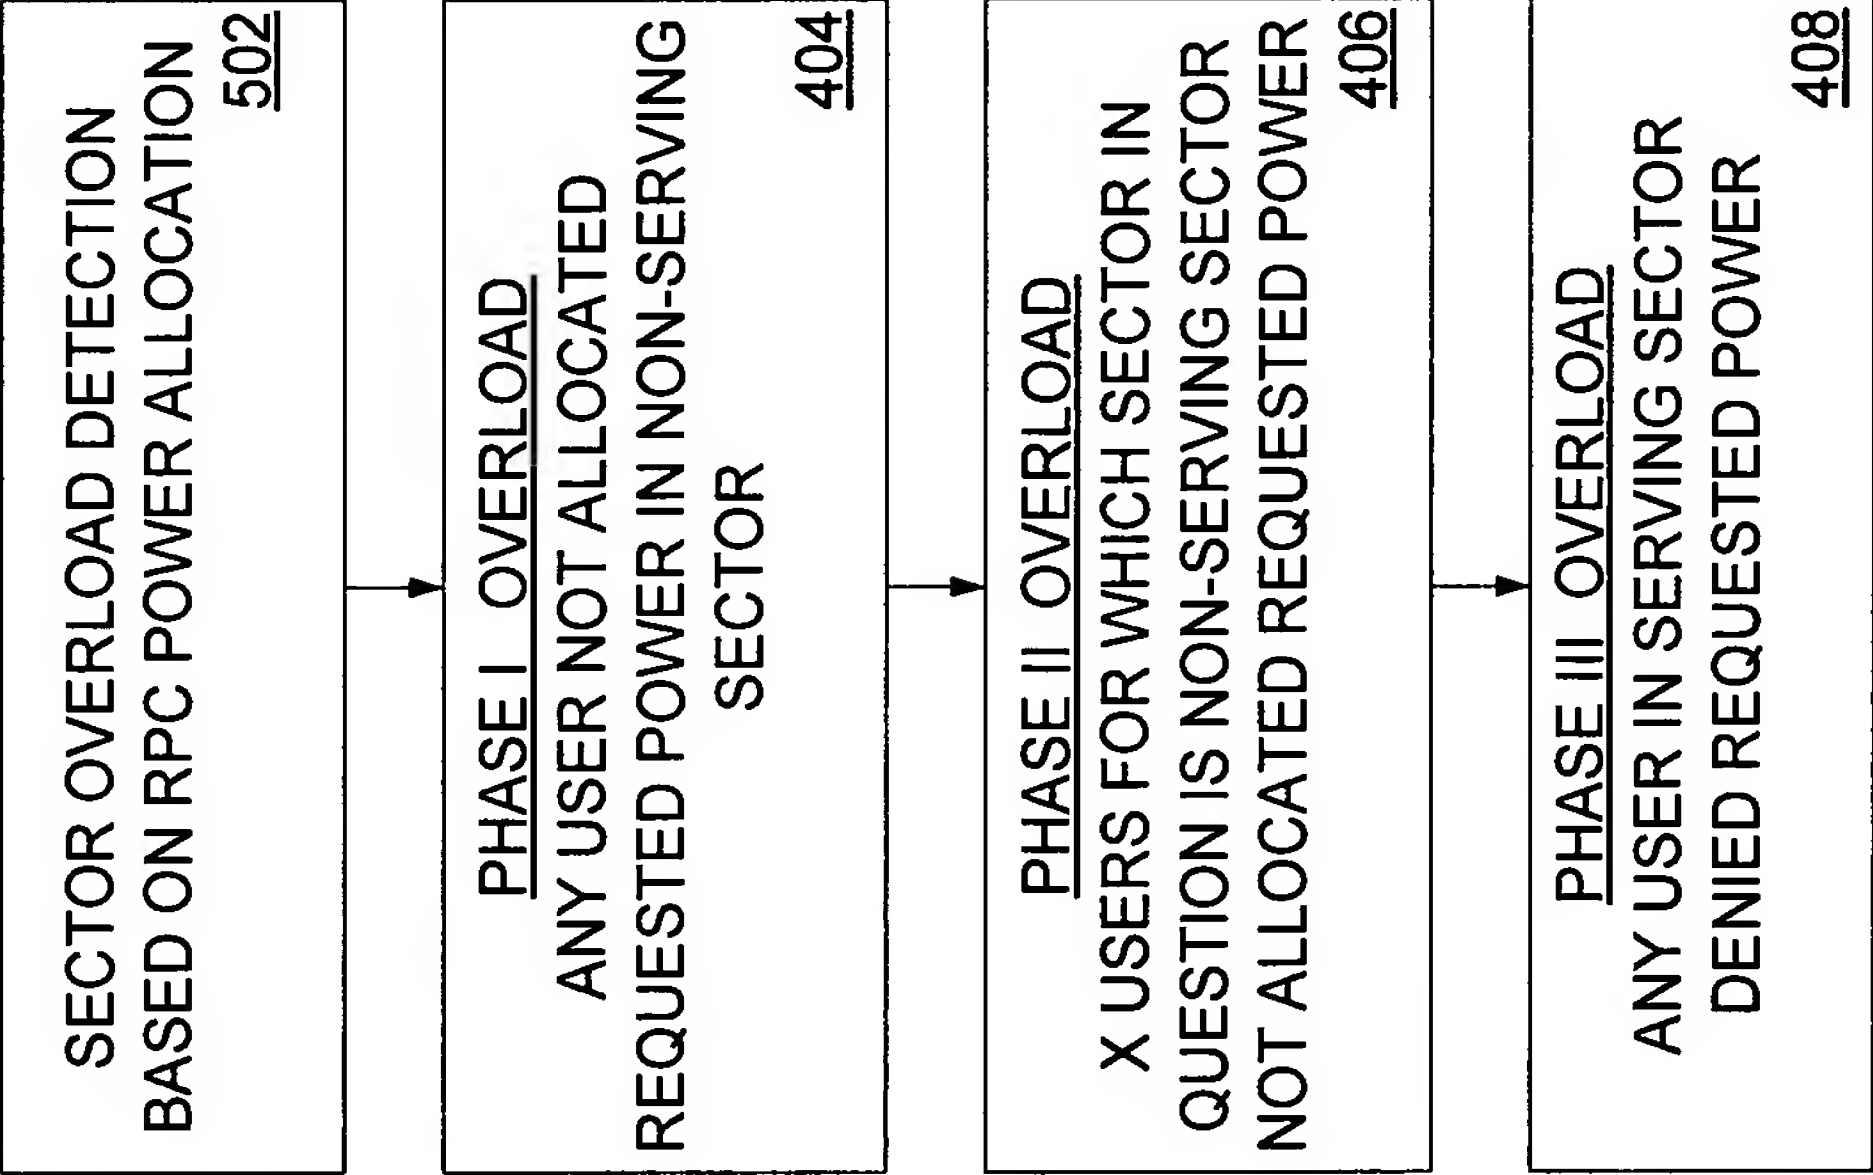 SECTOR OVERLOAD DETECTION
BASED ON RPC POWER ALLOCATION
502
PHASE I OVERLOAD
ANY USER NOT ALLOCATED
REQUESTED POWER IN NON-SERVING
SECTOR
404
PHASE II OVERLOAD
X USERS FOR WHICH SECTOR IN
QUESTION IS NON-SERVING SECTOR
NOT ALLOCATED REQUESTED POWER
406
PHASE III OVERLOAD
ANY USER IN SERVING SECTOR
DENIED REQUESTED POWER
408